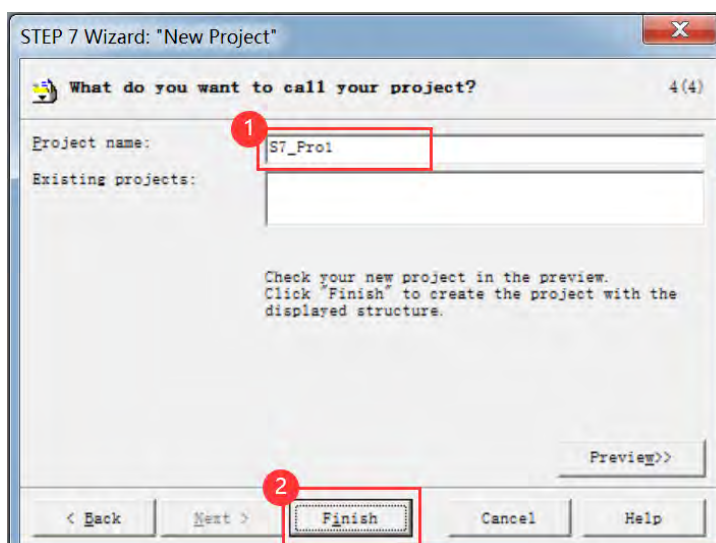 STEP 7 Wizard: "New Project"
What do you want to call your project? 4(4)
1
Project name: S7_Pro1
Existing projects:
Check your new project in the preview.
Click "Finish" to create the project with the
displayed structure.
Preview>>
2
< Back Next > Finish Cancel Help